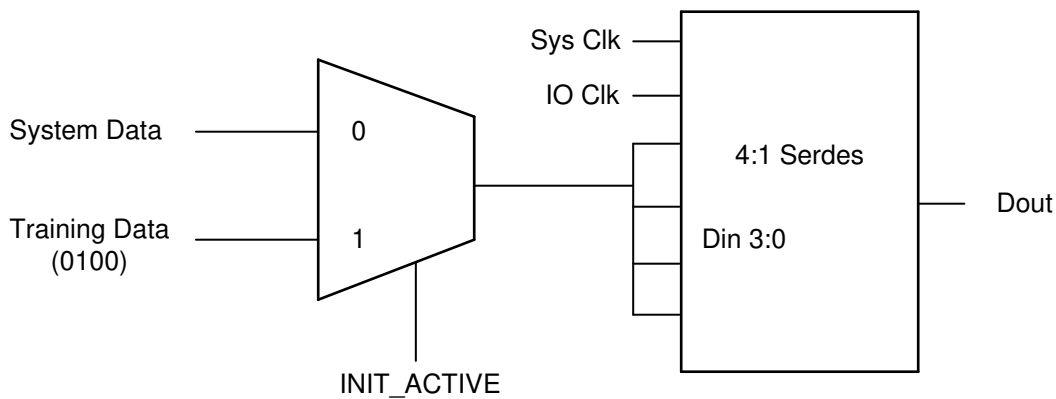 Sys Clk
IO Clk
System Data
0
4:1 Serdes
Dout
Training Data
(0100)
1
Din 3:0
INIT_ACTIVE